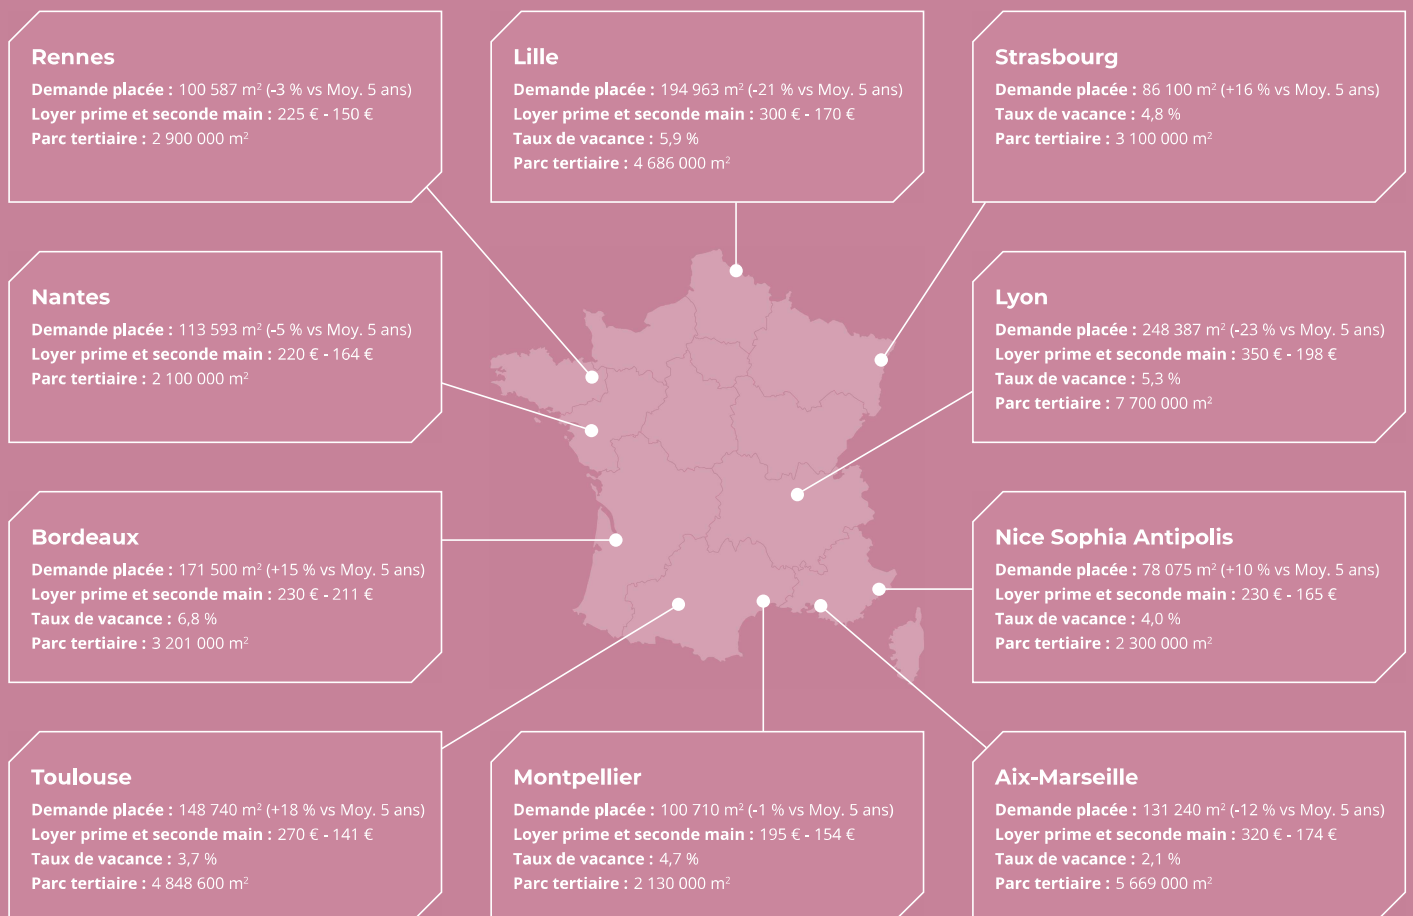 Rennes
Demande placée : 100 587 m² (-3 % vs Moy. 5 ans)
Loyer prime et seconde main : 225 € - 150 €
Parc tertiaire : 2 900 000 m²
Lille
Demande placée : 194 963 m² (-21 % vs Moy. 5 ans)
Loyer prime et seconde main : 300 € - 170 €
Taux de vacance : 5,9 %
Parc tertiaire : 4 686 000 m²
Strasbourg
Demande placée : 86 100 m² (+16 % vs Moy. 5 ans)
Taux de vacance : 4,8 %
Parc tertiaire : 3 100 000 m²
Nantes
Demande placée : 113 593 m² (-5 % vs Moy. 5 ans)
Loyer prime et seconde main : 220 € - 164 €
Parc tertiaire : 2 100 000 m²
Lyon
Demande placée : 248 387 m² (-23 % vs Moy. 5 ans)
Loyer prime et seconde main : 350 € - 198 €
Taux de vacance : 5,3 %
Parc tertiaire : 7 700 000 m²
Bordeaux
Demande placée : 171 500 m² (+15 % vs Moy. 5 ans)
Loyer prime et seconde main : 230 € - 211 €
Taux de vacance : 6,8 %
Parc tertiaire : 3 201 000 m²
Nice Sophia Antipolis
Demande placée : 78 075 m² (+10 % vs Moy. 5 ans)
Loyer prime et seconde main : 230 € - 165 €
Taux de vacance : 4,0 %
Parc tertiaire : 2 300 000 m²
Toulouse
Demande placée : 148 740 m² (+18 % vs Moy. 5 ans)
Loyer prime et seconde main : 270 € - 141 €
Taux de vacance : 3,7 %
Parc tertiaire : 4 848 600 m²
Montpellier
Demande placée : 100 710 m² (-1 % vs Moy. 5 ans)
Loyer prime et seconde main : 195 € - 154 €
Taux de vacance : 4,7 %
Parc tertiaire : 2 130 000 m²
Aix-Marseille
Demande placée : 131 240 m² (-12 % vs Moy. 5 ans)
Loyer prime et seconde main : 320 € - 174 €
Taux de vacance : 2,1 %
Parc tertiaire : 5 669 000 m²